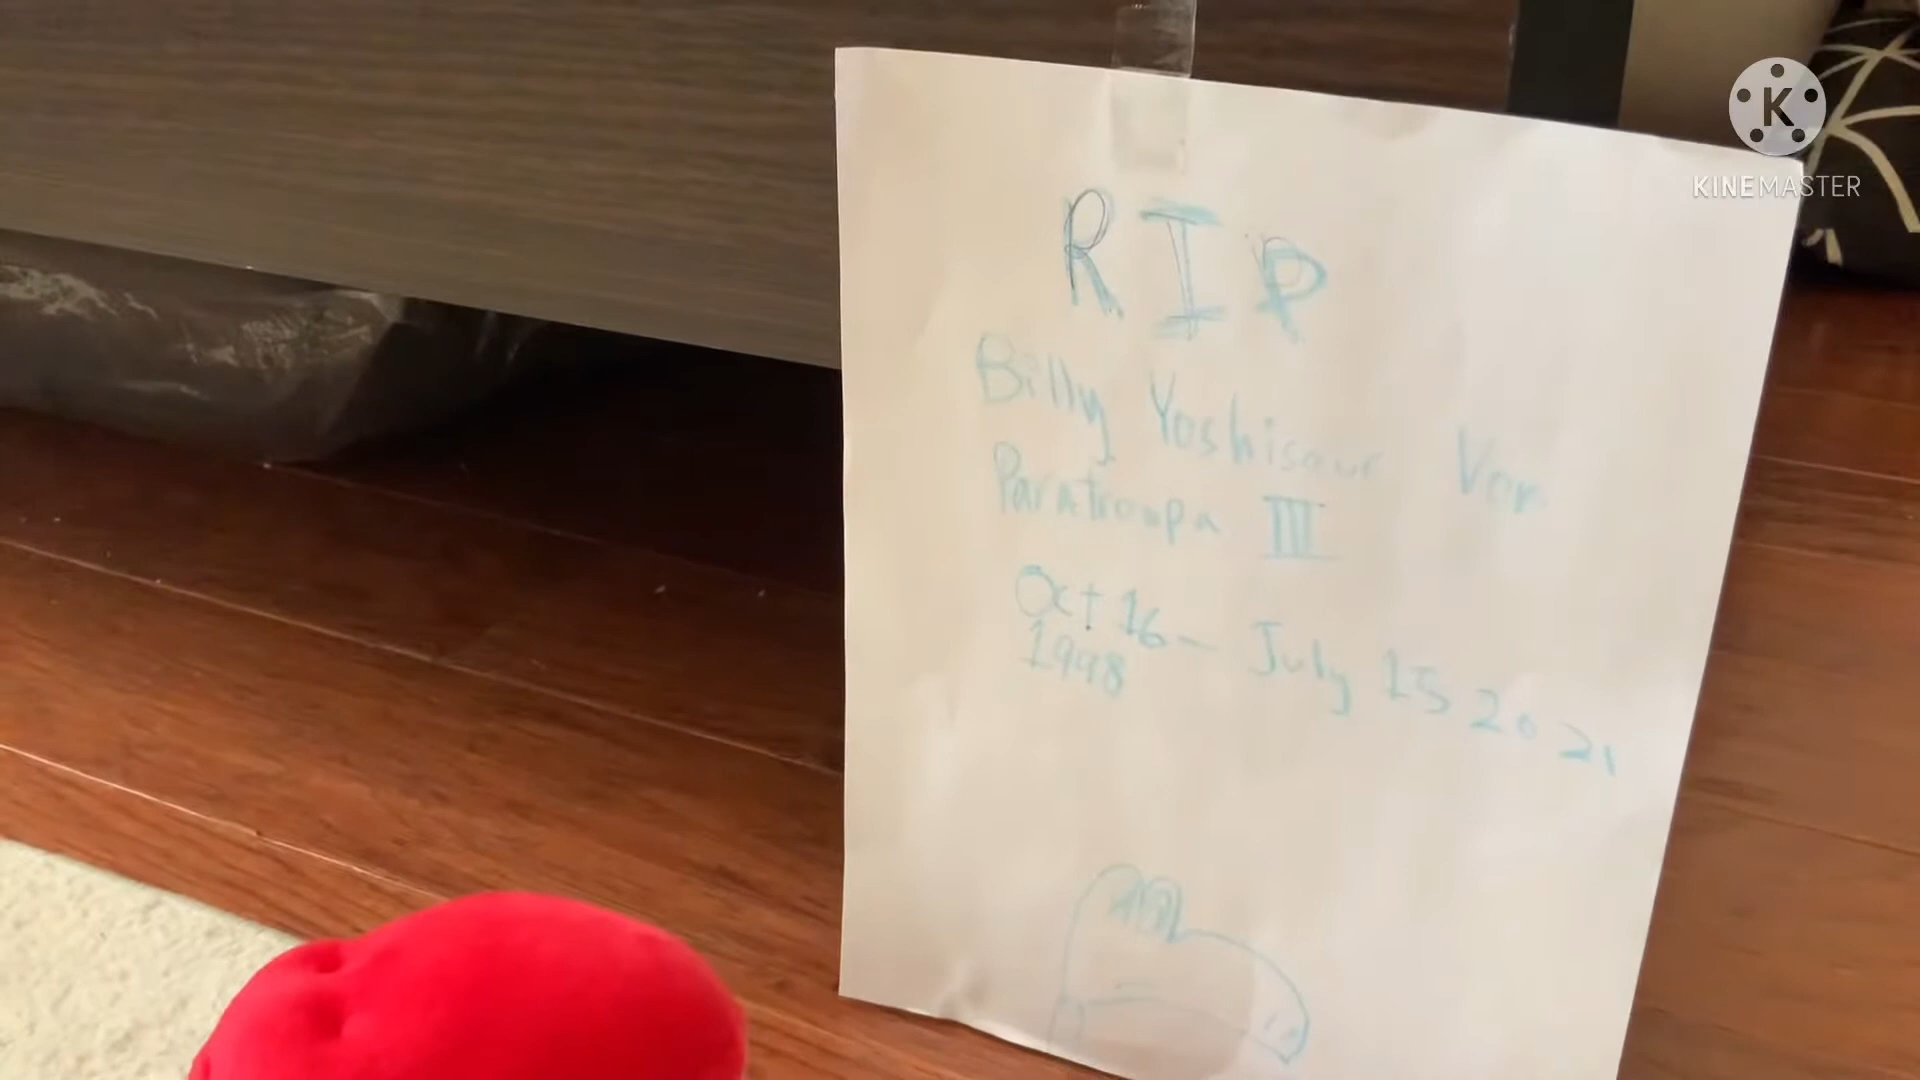 RIP
Billy Yoshisaur Von
Paratroopa III
Oct 16 - July 15 2021
1948
K
KINEMASTER